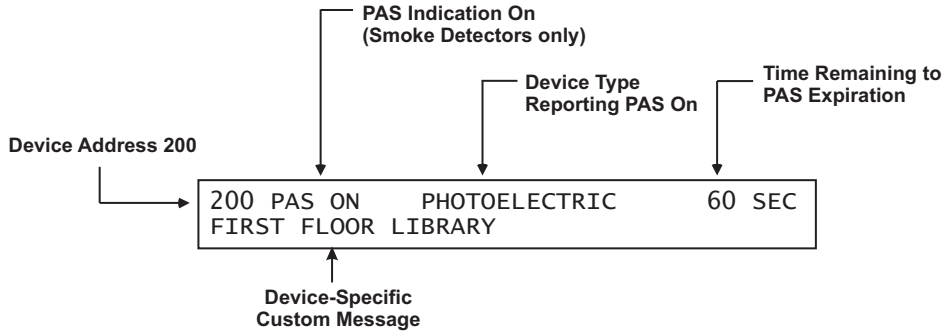 PAS Indication On
(Smoke Detectors only)
Device Type
Reporting PAS On
Time Remaining to
PAS Expiration
Device Address 200
200 PAS ON PHOTOELECTRIC 60 SEC
FIRST FLOOR LIBRARY
Device-Specific
Custom Message